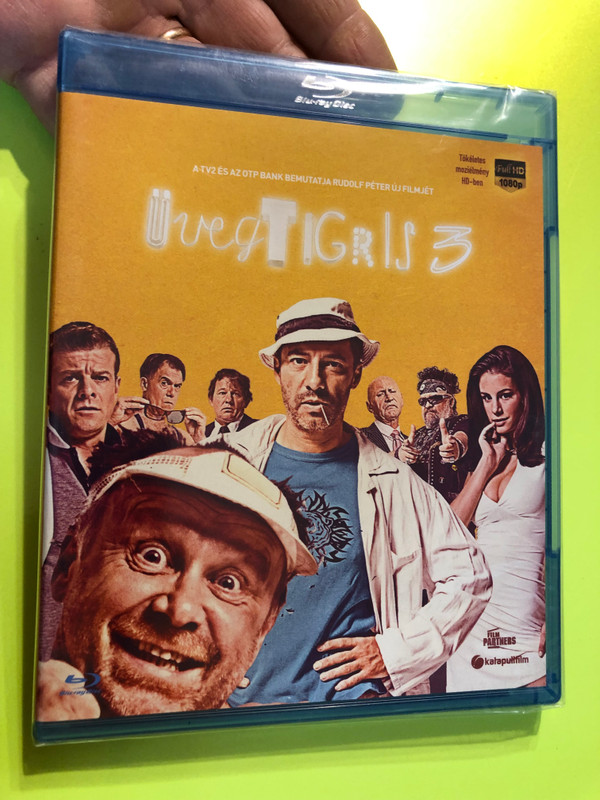 Blu-ray Disc
A TV2 ÉS AZ OTP BANK BEMUTATJA RUDOLF PÉTER ÚJ FILMJÉT
Tökéletes
moziélmény
HD-ben
Full HD
1080p
ÜvegTIGRIS 3
FILM
PARTNERS
katapultfilm
Blu-ray Disc